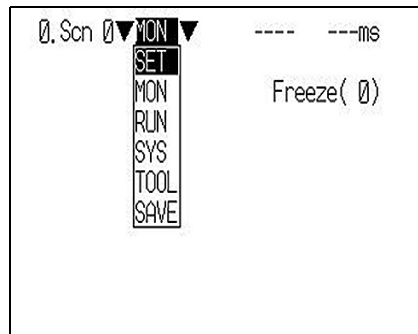 0.Scn 0▼MON ▼ ---- ---ms
SET
MON Freeze( 0)
RUN
SYS
TOOL
SAVE